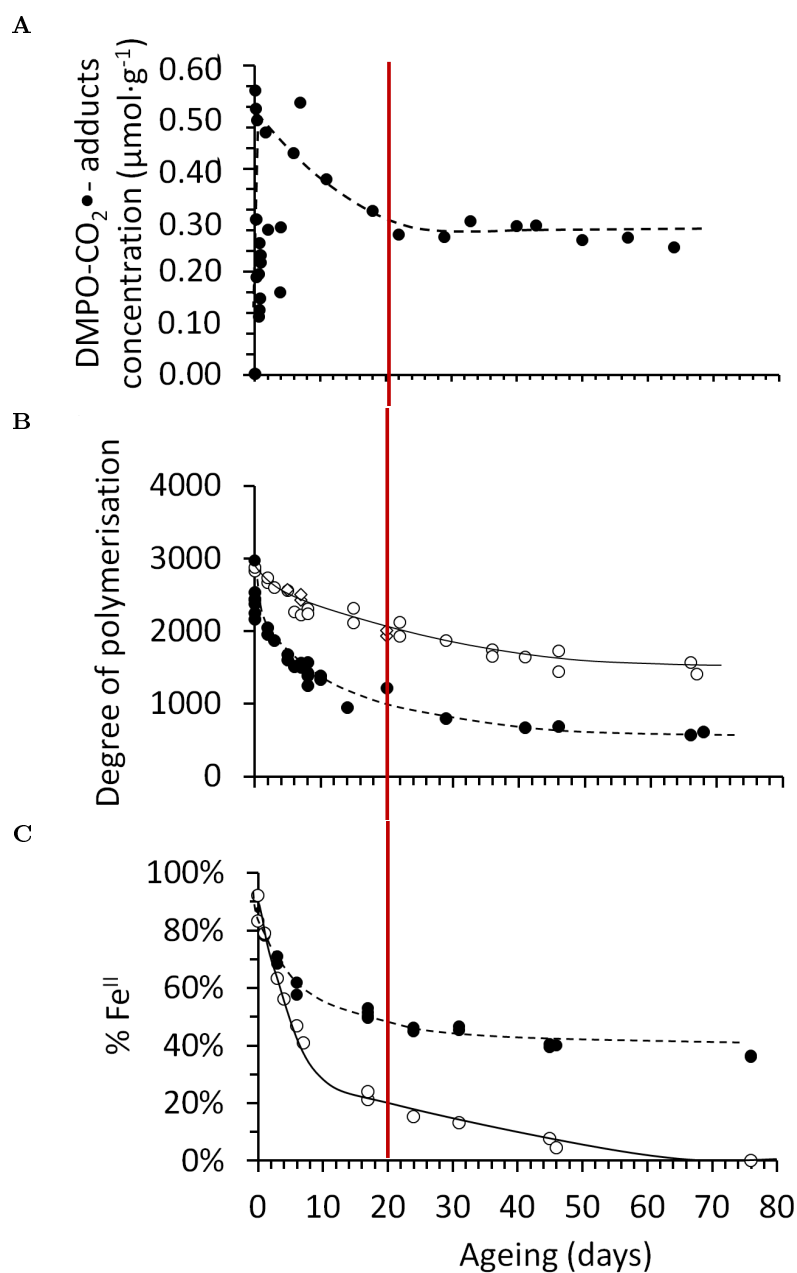 A
DMPO-CO2•- adducts
concentration (µmol·g-1)
0.60
0.50
0.40
0.30
0.20
0.10
0.00
B
Degree of polymerisation
4000
3000
2000
1000
0
C
% FeII
100%
80%
60%
40%
20%
0%
0 10 20 30 40 50 60 70 80
Ageing (days)